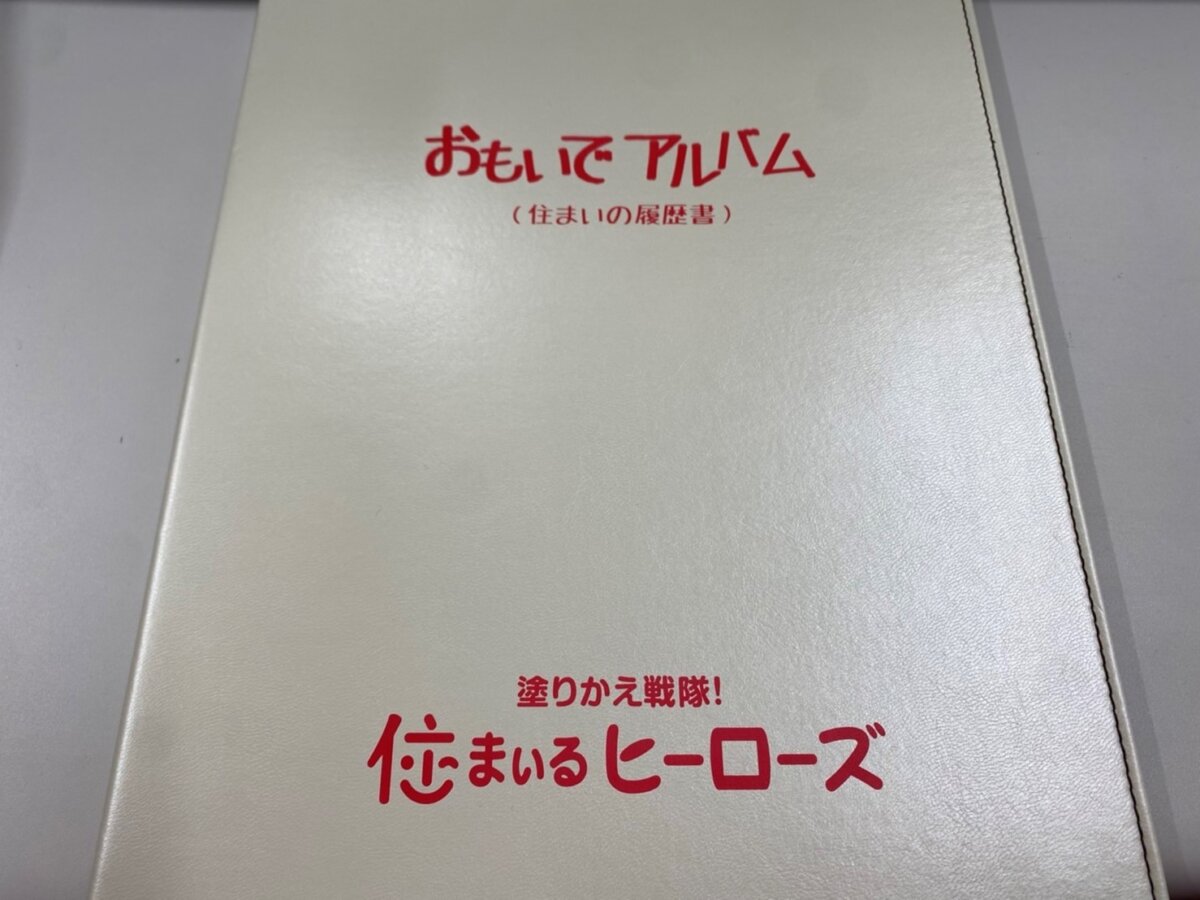 おもいでアルバム
(住まいの履歴書)
塗りかえ戦隊!
住まいるヒーローズ